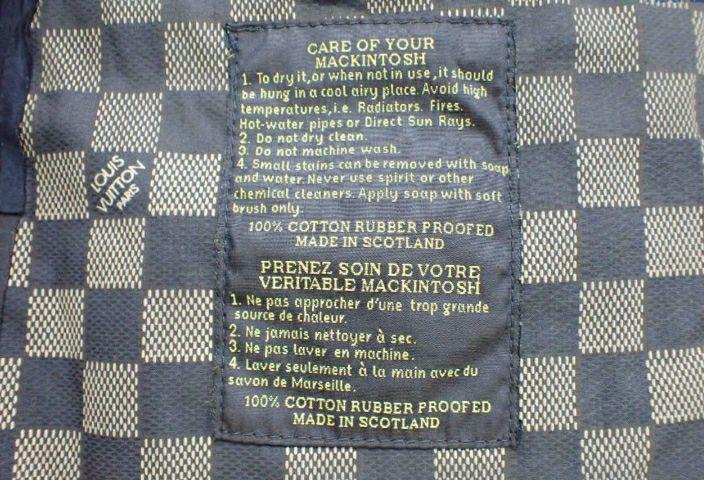 LOUIS
VUITTON
PARIS
CARE OF YOUR
MACKINTOSH
1. To dry it, or when not in use, it should
be hung in a cool airy place. Avoid high
temperatures, i.e. Radiators. Fires.
Hot-water pipes or Direct Sun Rays.
2. Do not dry clean.
3. Do not machine wash.
4. Small stains can be removed with soap
and water. Never use spirit or other
chemical cleaners. Apply soap with soft
brush only.
100% COTTON RUBBER PROOFED
MADE IN SCOTLAND
PRENEZ SOIN DE VOTRE
VERITABLE MACKINTOSH
1. Ne pas approcher d'une trop grande
source de chaleur.
2. Ne jamais nettoyer à sec.
3. Ne pas laver en machine.
4. Laver seulement à la main avec du
savon de Marseille.
100% COTTON RUBBER PROOFED
MADE IN SCOTLAND